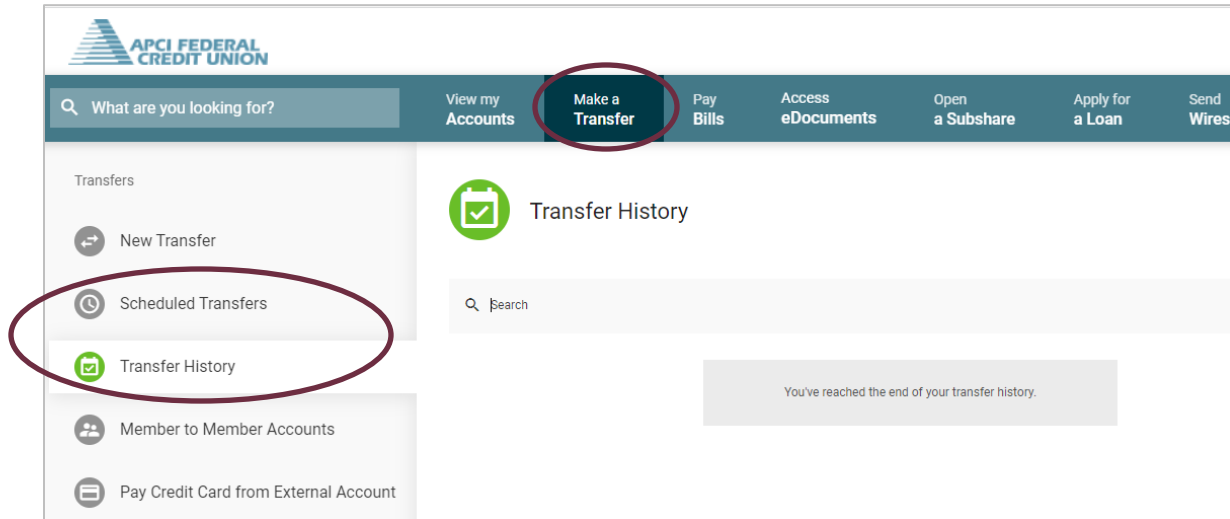 APCI FEDERAL
CREDIT UNION
What are you looking for?
View my
Accounts
Make a
Transfer
Pay
Bills
Access
eDocuments
Open
a Subshare
Apply for
a Loan
Send
Wires
Transfers
New Transfer
Scheduled Transfers
Transfer History
Member to Member Accounts
Pay Credit Card from External Account
Transfer History
Search
You've reached the end of your transfer history.